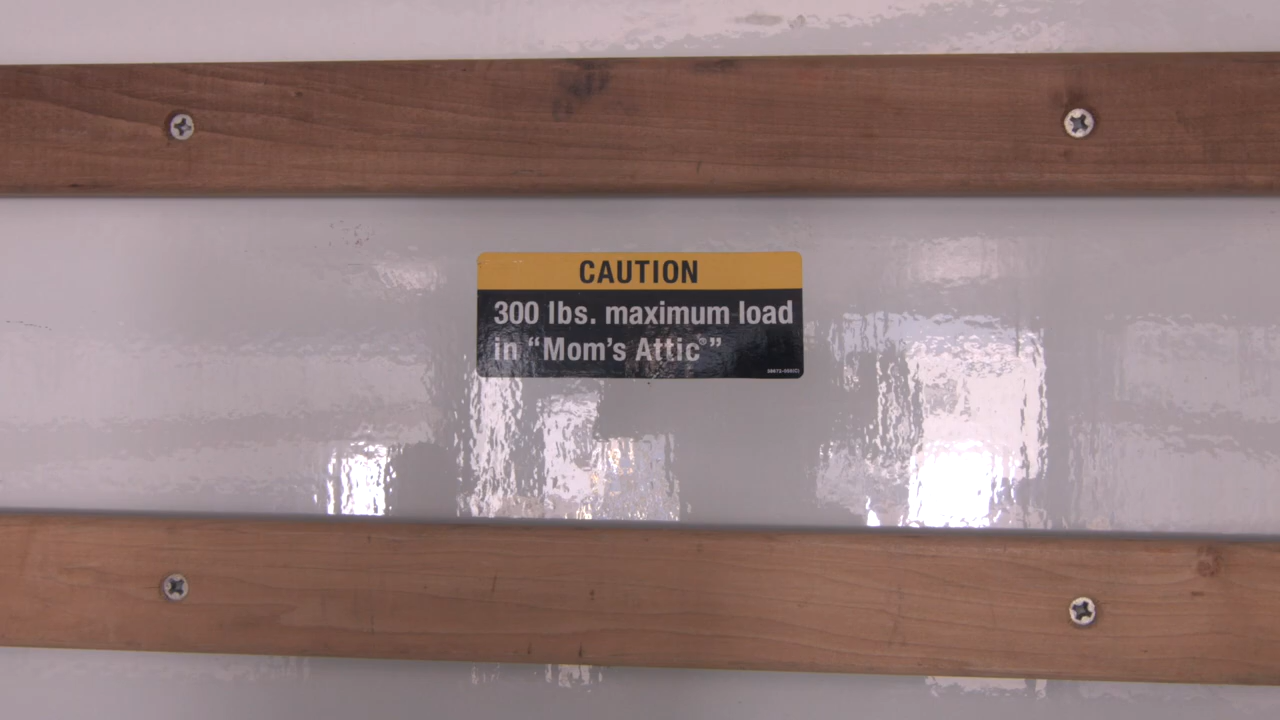 CAUTION
300 lbs. maximum load
in “Mom’s Attic®”